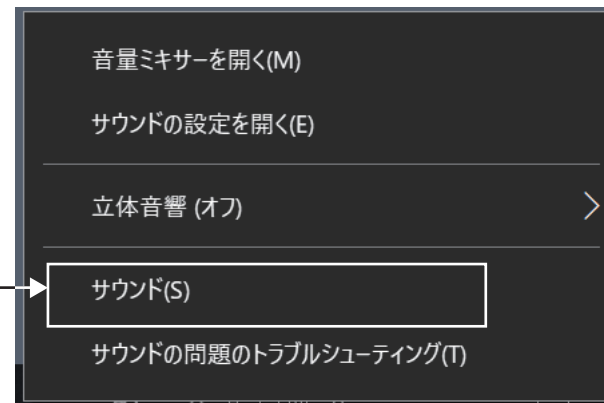 音量ミキサーを開く(M)
サウンドの設定を開く(E)
立体音響 (オフ)
サウンド(S)
サウンドの問題のトラブルシューティング(T)